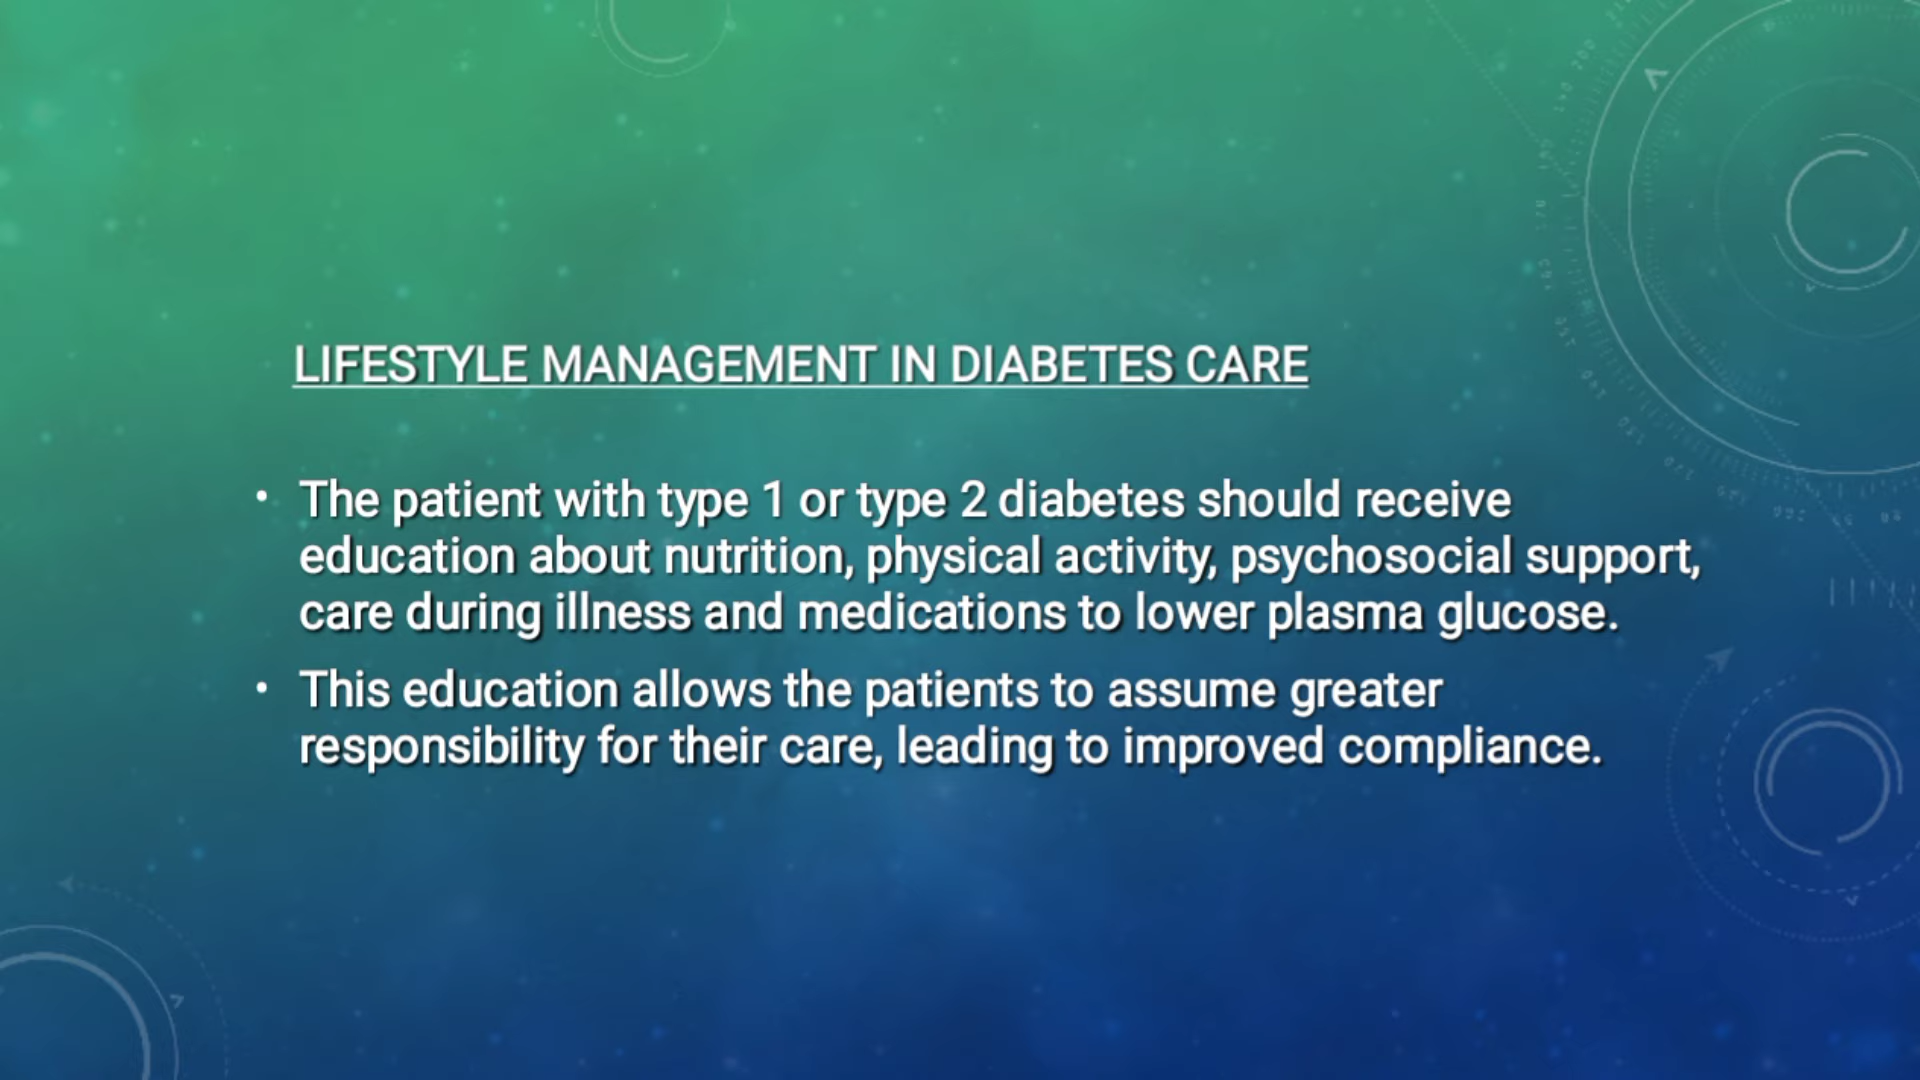 LIFESTYLE MANAGEMENT IN DIABETES CARE
• The patient with type 1 or type 2 diabetes should receive
education about nutrition, physical activity, psychosocial support,
care during illness and medications to lower plasma glucose.
• This education allows the patients to assume greater
responsibility for their care, leading to improved compliance.